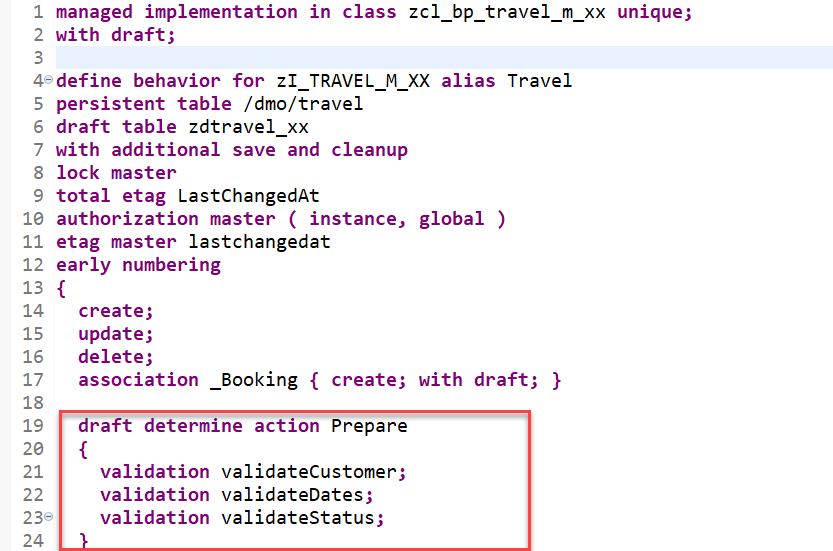 1 managed implementation in class zcl_bp_travel_m_xx unique;
2 with draft;
3
4 define behavior for zI_TRAVEL_M_XX alias Travel
5 persistent table /dmo/travel
6 draft table zdtravel_xx
7 with additional save and cleanup
8 lock master
9 total etag LastChangedAt
10 authorization master ( instance, global )
11 etag master lastchangedat
12 early numbering
13 {
14 create;
15 update;
16 delete;
17 association _Booking { create; with draft; }
18
19 draft determine action Prepare
20 {
21 validation validateCustomer;
22 validation validateDates;
23 validation validateStatus;
24 }